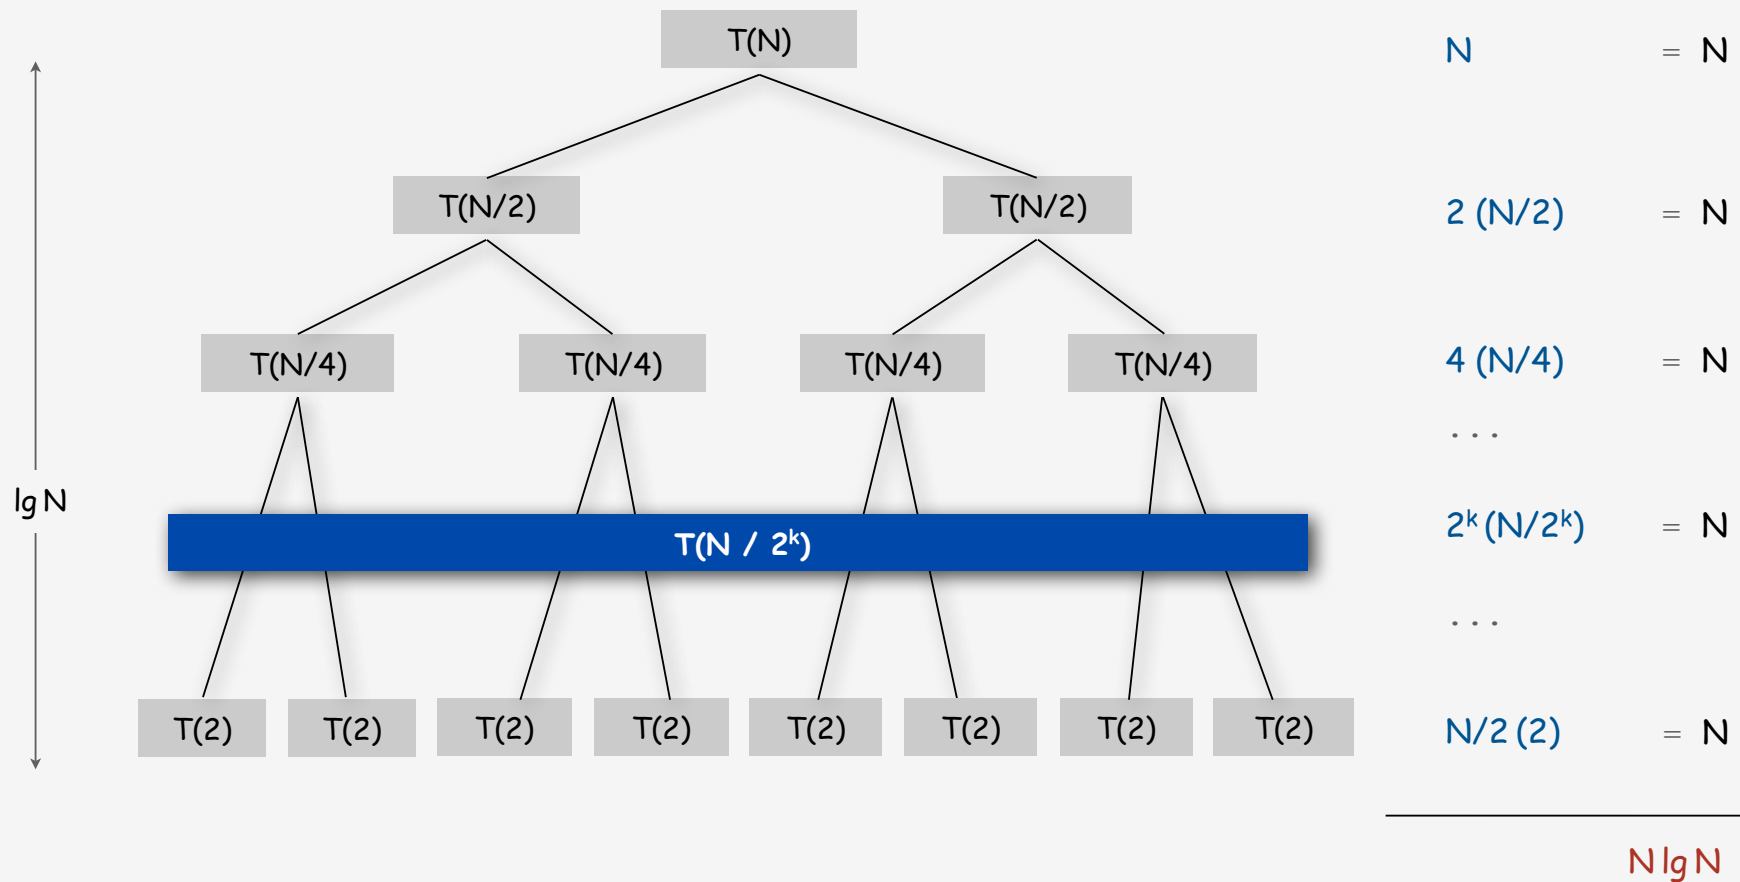 T(N)
N = N
T(N/2) T(N/2)
2 (N/2) = N
T(N/4) T(N/4) T(N/4) T(N/4)
4 (N/4) = N
. . .
lg N
T(N / 2ᵏ)
2ᵏ (N/2ᵏ) = N
. . .
T(2) T(2) T(2) T(2) T(2) T(2) T(2) T(2)
N/2 (2) = N
N lg N